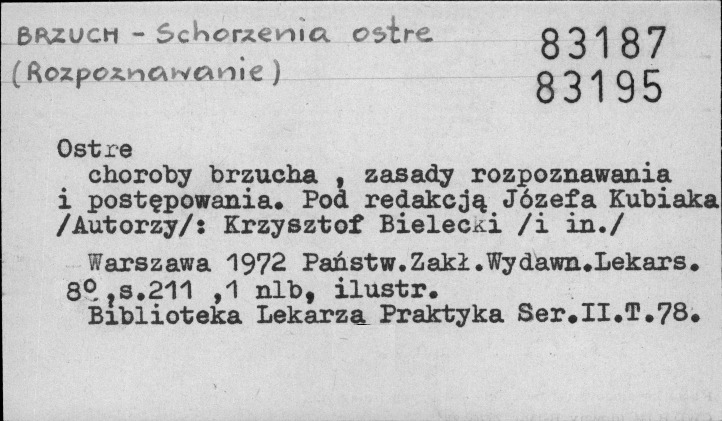 BRZUCH - Schorzenia ostre
83187
(Rozpoznawanie)
83195
Ostre
choroby brzucha , zasady rozpoznawania
i postępowania. Pod redakcją Józefa Kubiaka
/Autorzy/: Krzysztof Bielecki /i in./
Warszawa 1972 Państw.Zakł.Wydawn.Lekars.
8º,s.211 ,1 nlb, ilustr.
Biblioteka Lekarza Praktyka Ser.II.T.78.